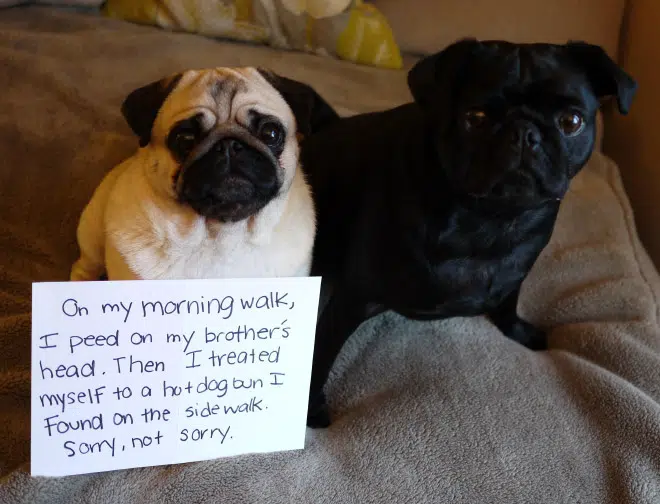 On my morning walk,
I peed on my brother's
head. Then I treated
myself to a hotdog bun I
Found on the sidewalk.
Sorry, not sorry.